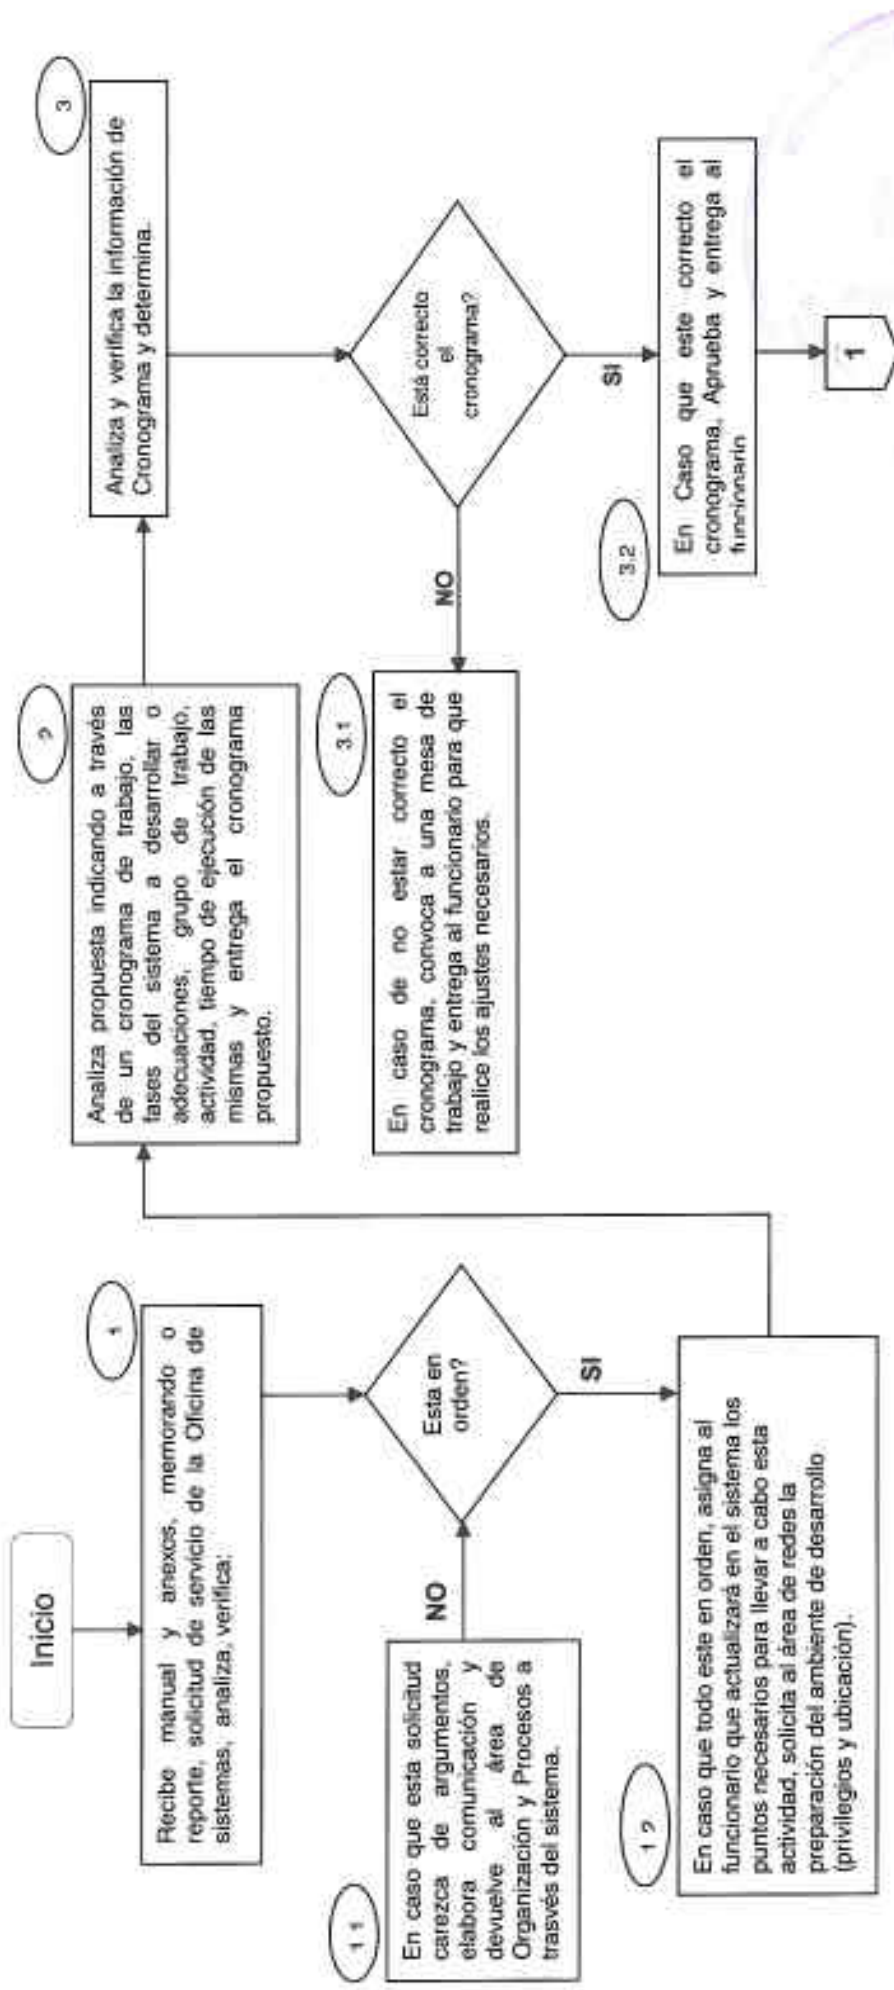 Inicio
1
Recibe manual y anexos, memorando o
reporte, solicitud de servicio de la Oficina de
sistemas, analiza, verifica:
Esta en
orden?
NO
1.1
En caso que esta solicitud
carezca de argumentos,
elabora comunicación y
devuelve al área de
Organización y Procesos a
trasvés del sistema.
SI
1.2
En caso que todo este en orden, asigna al
funcionario que actualizará en el sistema los
puntos necesarios para llevar a cabo esta
actividad, solicita al área de redes la
preparación del ambiente de desarrollo
(privilegios y ubicación).
2
Analiza propuesta indicando a través
de un cronograma de trabajo, las
fases del sistema a desarrollar o
adecuaciones, grupo de trabajo,
actividad, tiempo de ejecución de las
mismas y entrega el cronograma
propuesto.
3
Analiza y verifica la información de
Cronograma y determina.
Está correcto
el
cronograma?
NO
3.1
En caso de no estar correcto el
cronograma, convoca a una mesa de
trabajo y entrega al funcionario para que
realice los ajustes necesarios.
SI
3.2
En Caso que este correcto el
cronograma, Aprueba y entrega al
funcionario
1